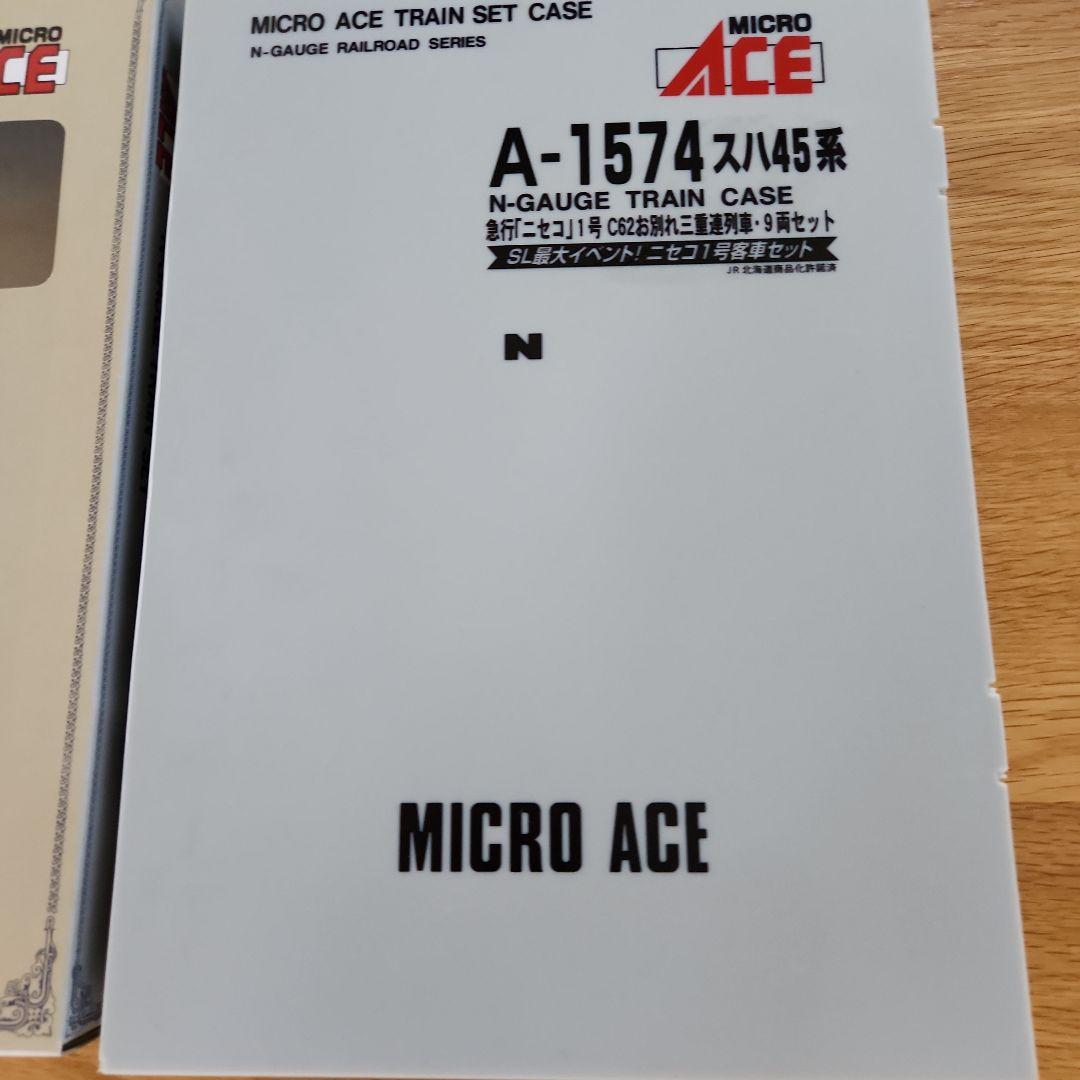 MICRO
ACE
MICRO ACE TRAIN SET CASE
N-GAUGE RAILROAD SERIES
MICRO
ACE
A-1574 スハ45系
N-GAUGE TRAIN CASE
急行「ニセコ」1号 C62お別れ三重連列車・9両セット
SL最大イベント! ニセコ1号客車セット
JR北海道商品化許諾済
N
MICRO ACE